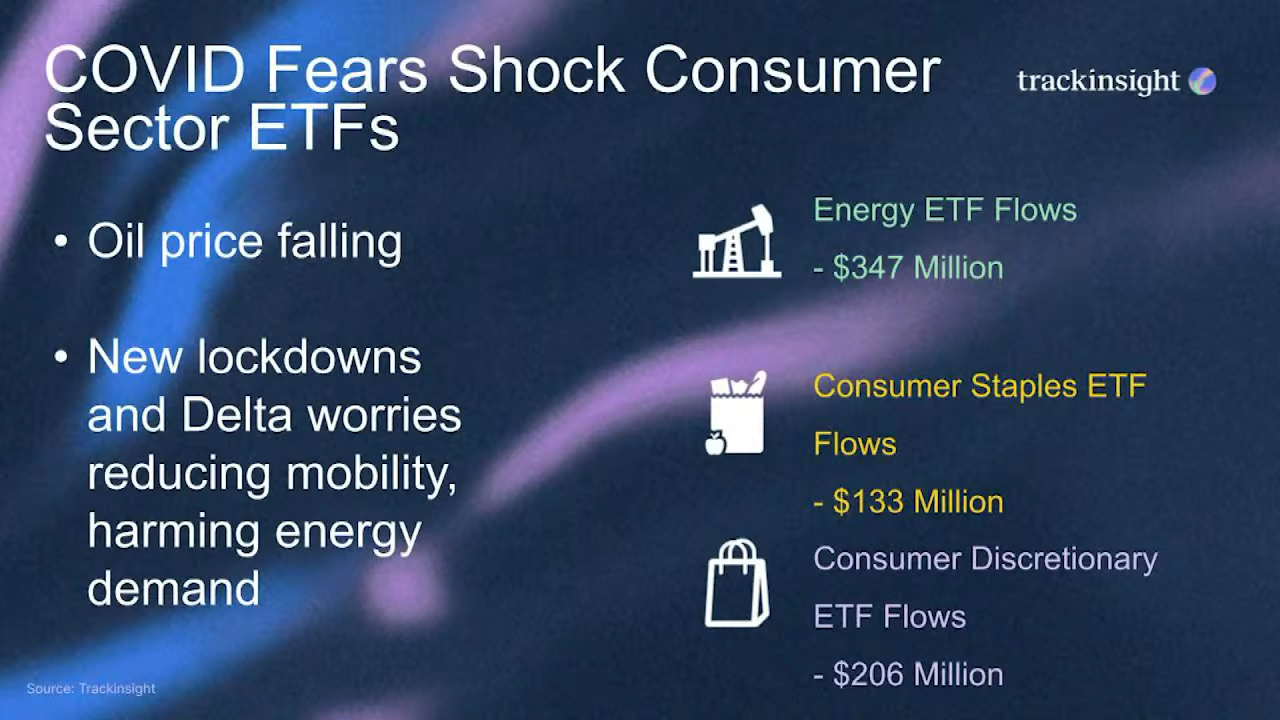 COVID Fears Shock Consumer
Sector ETFs
trackinsight
• Oil price falling
• New lockdowns
and Delta worries
reducing mobility,
harming energy
demand
Energy ETF Flows
- $347 Million
Consumer Staples ETF
Flows
- $133 Million
Consumer Discretionary
ETF Flows
- $206 Million
Source: Trackinsight